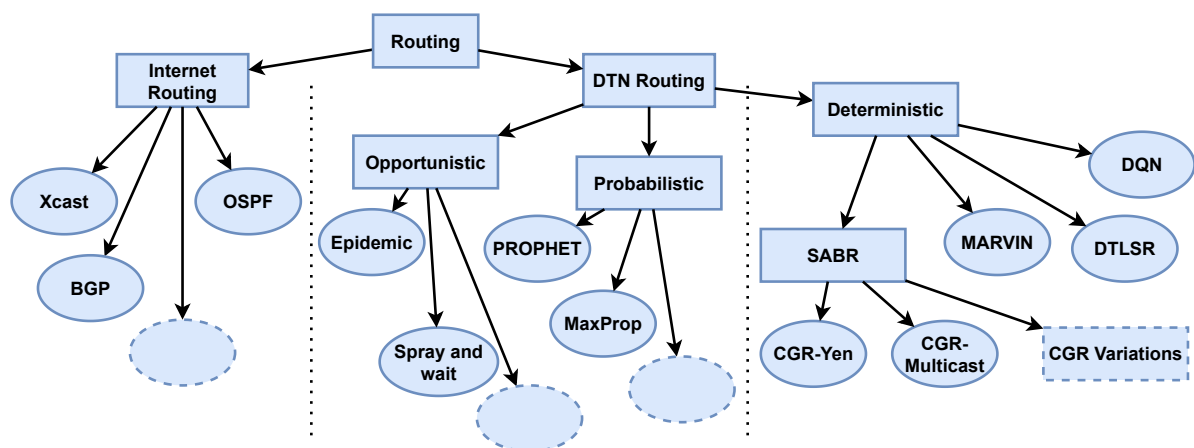 Routing
Internet
Routing
DTN Routing
Deterministic
Opportunistic
Probabilistic
DQN
Xcast
OSPF
Epidemic
PROPHET
MARVIN
DTLSR
SABR
BGP
MaxProp
Spray and
wait
CGR-Yen
CGR-
Multicast
CGR Variations